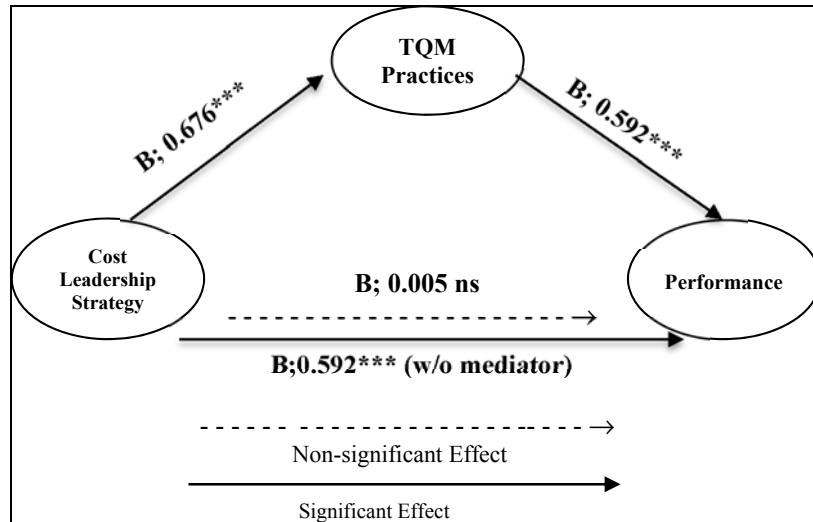 TQM
Practices
B; 0.676***
B; 0.592***
Cost
Leadership
Strategy
B; 0.005 ns
Performance
B;0.592*** (w/o mediator)
Non-significant Effect
Significant Effect